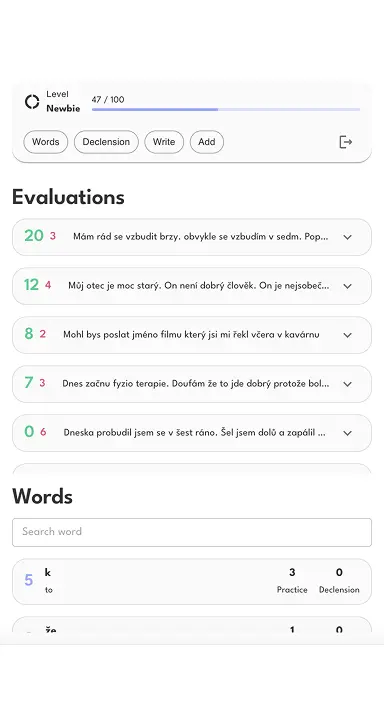 Level
Newbie
47 / 100
Words
Declension
Write
Add
Evaluations
20 3 Mám rád se vzbudit brzy. obvykle se vzbudím v sedm. Pop...
12 4 Můj otec je moc starý. On není dobrý člověk. On je nejsobeč...
8 2 Mohl bys poslat jméno filmu který jsi mi řekl včera v kavárnu
7 3 Dnes začnu fyzio terapie. Doufám že to jde dobrý protože bol...
0 6 Dneska probudil jsem se v šest ráno. Šel jsem dolů a zapálil ...
Words
Search word
5 k 3 0
to Practice Declension
že 1 0